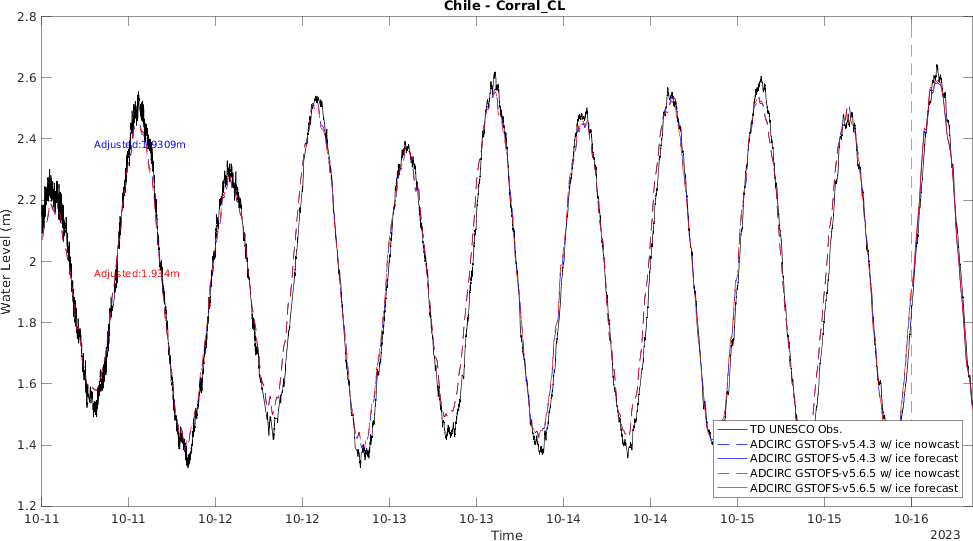 Chile - Corral_CL
2.8
2.6
2.4
2.2
2
1.8
1.6
1.4
1.2
Water Level (m)
Adjusted:1.9309m
Adjusted:1.934m
TD UNESCO Obs.
ADCIRC GSTOFS-v5.4.3 w/ ice nowcast
ADCIRC GSTOFS-v5.4.3 w/ ice forecast
ADCIRC GSTOFS-v5.6.5 w/ ice nowcast
ADCIRC GSTOFS-v5.6.5 w/ ice forecast
10-11 10-11 10-12 10-12 10-13 10-13 10-14 10-14 10-15 10-15 10-16
Time
2023